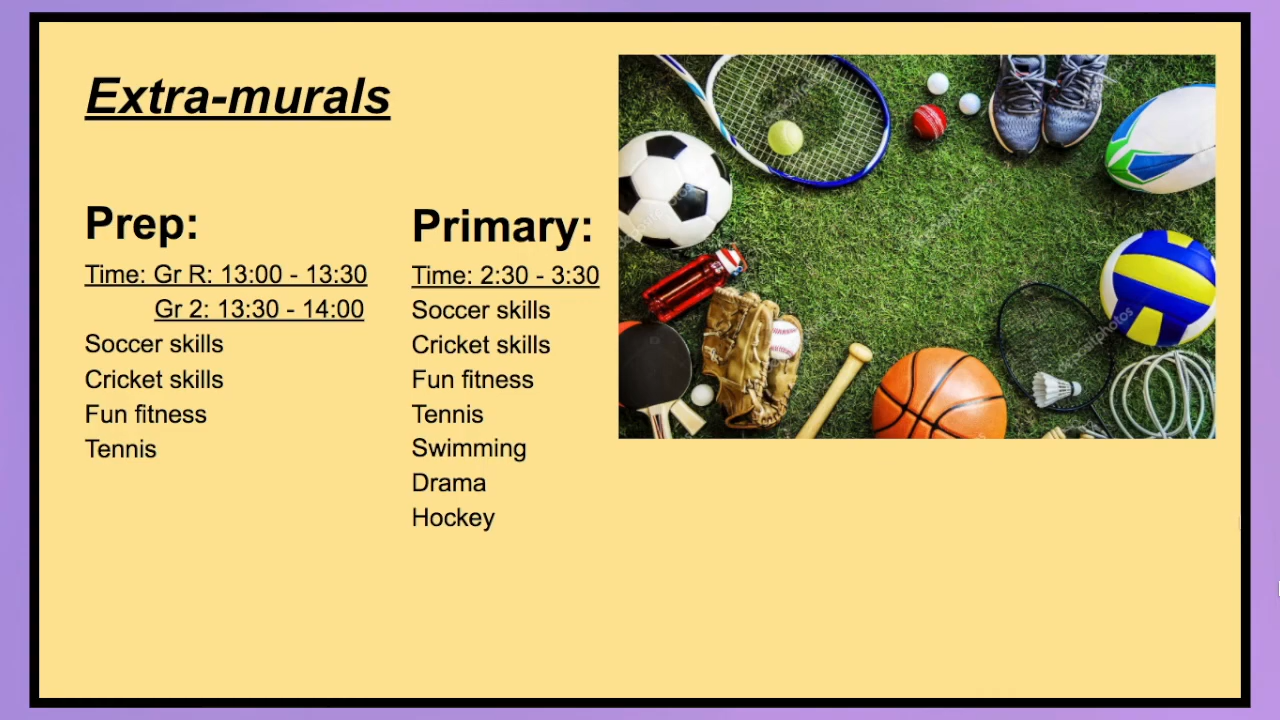 Extra-murals
Prep:
Time: Gr R: 13:00 - 13:30
Gr 2: 13:30 - 14:00
Soccer skills
Cricket skills
Fun fitness
Tennis
Primary:
Time: 2:30 - 3:30
Soccer skills
Cricket skills
Fun fitness
Tennis
Swimming
Drama
Hockey